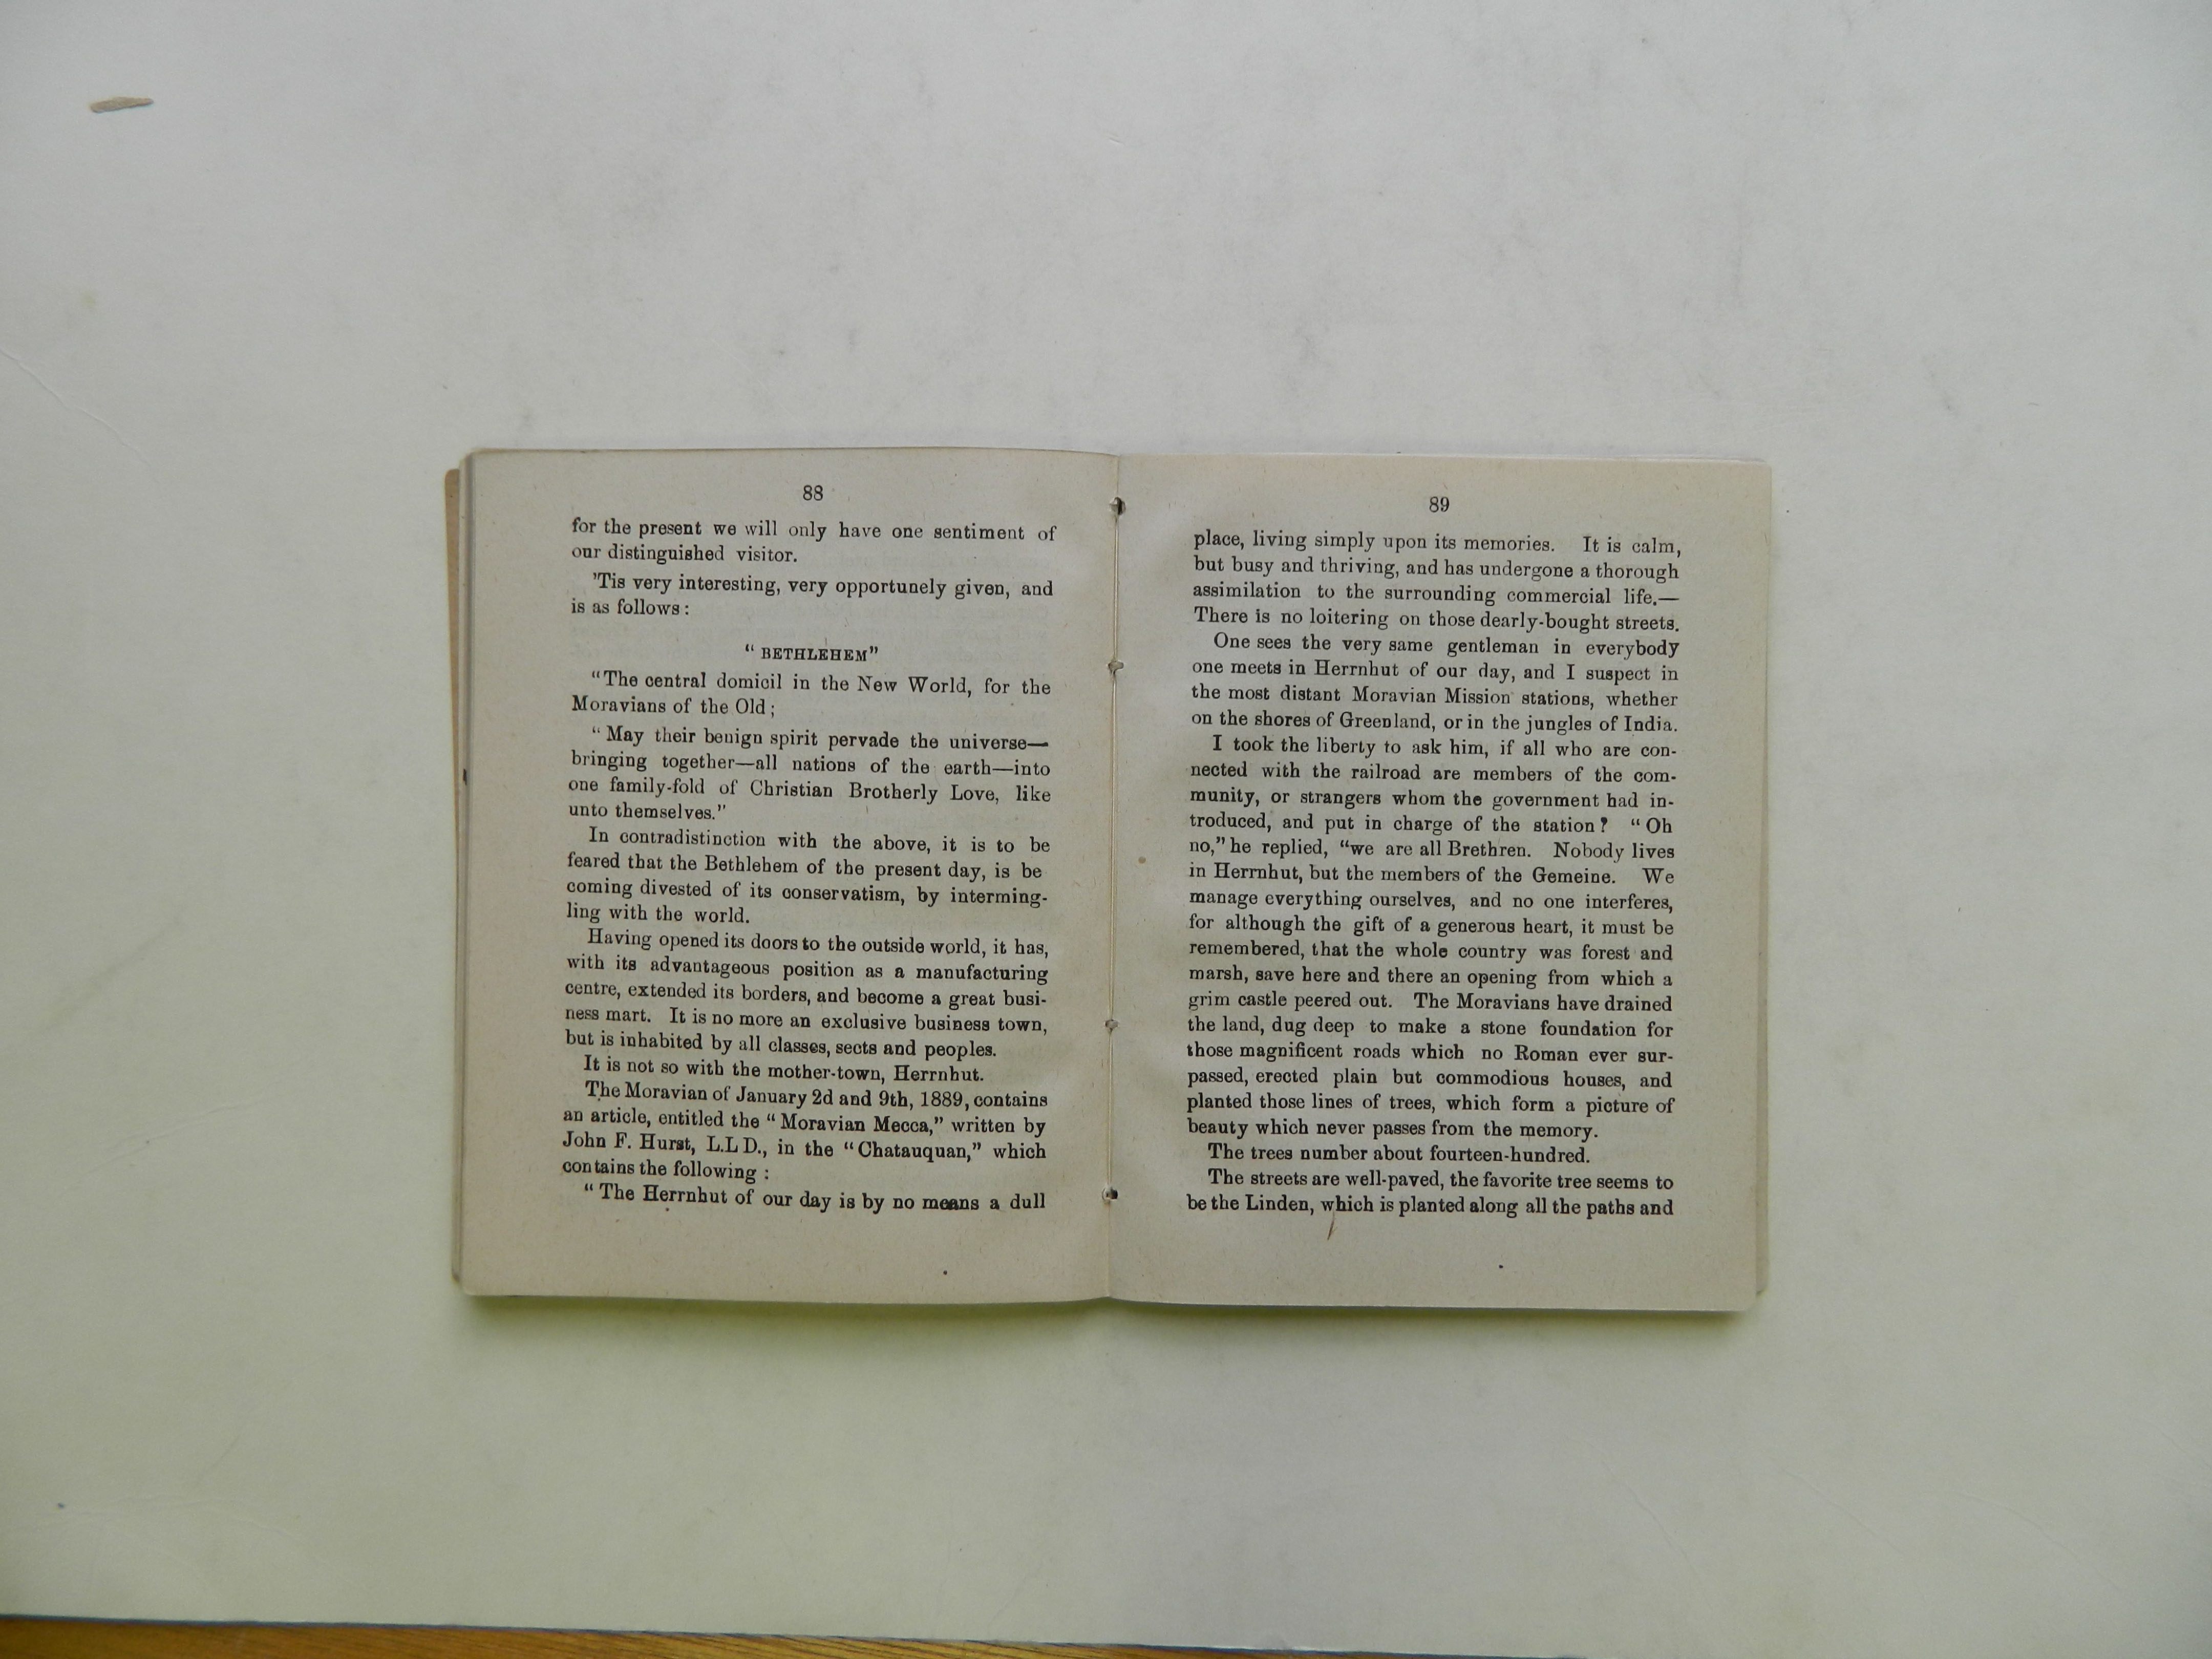 88
for the present we will only have one sentiment of
our distinguished visitor.
'Tis very interesting, very opportunely given, and
is as follows:
“ BETHLEHEM”
“The central domicil in the New World, for the
Moravians of the Old;
“ May their benign spirit pervade the universe—
bringing together—all nations of the earth—into
one family-fold of Christian Brotherly Love, like
unto themselves.”
In contradistinction with the above, it is to be
feared that the Bethlehem of the present day, is be
coming divested of its conservatism, by interming-
ling with the world.
Having opened its doors to the outside world, it has,
with its advantageous position as a manufacturing
centre, extended its borders, and become a great busi-
ness mart. It is no more an exclusive business town,
but is inhabited by all classes, sects and peoples.
It is not so with the mother-town, Herrnhut.
The Moravian of January 2d and 9th, 1889, contains
an article, entitled the “ Moravian Mecca,” written by
John F. Hurst, L.L D., in the “Chatauquan,” which
contains the following :
“ The Herrnhut of our day is by no means a dull
89
place, living simply upon its memories. It is calm,
but busy and thriving, and has undergone a thorough
assimilation to the surrounding commercial life.—
There is no loitering on those dearly-bought streets.
One sees the very same gentleman in everybody
one meets in Herrnhut of our day, and I suspect in
the most distant Moravian Mission stations, whether
on the shores of Greenland, or in the jungles of India.
I took the liberty to ask him, if all who are con-
nected with the railroad are members of the com-
munity, or strangers whom the government had in-
troduced, and put in charge of the station? “ Oh
no,” he replied, “we are all Brethren. Nobody lives
in Herrnhut, but the members of the Gemeine. We
manage everything ourselves, and no one interferes,
for although the gift of a generous heart, it must be
remembered, that the whole country was forest and
marsh, save here and there an opening from which a
grim castle peered out. The Moravians have drained
the land, dug deep to make a stone foundation for
those magnificent roads which no Roman ever sur-
passed, erected plain but commodious houses, and
planted those lines of trees, which form a picture of
beauty which never passes from the memory.
The trees number about fourteen-hundred.
The streets are well-paved, the favorite tree seems to
be the Linden, which is planted along all the paths and